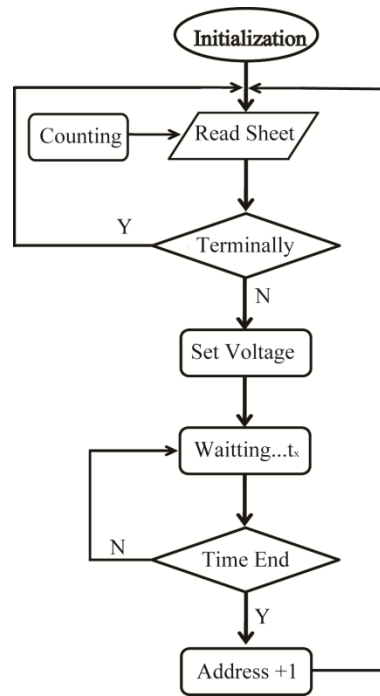 Initialization
Counting
Read Sheet
Y
Terminally
N
Set Voltage
Waitting...tₓ
N
Time End
Y
Address +1